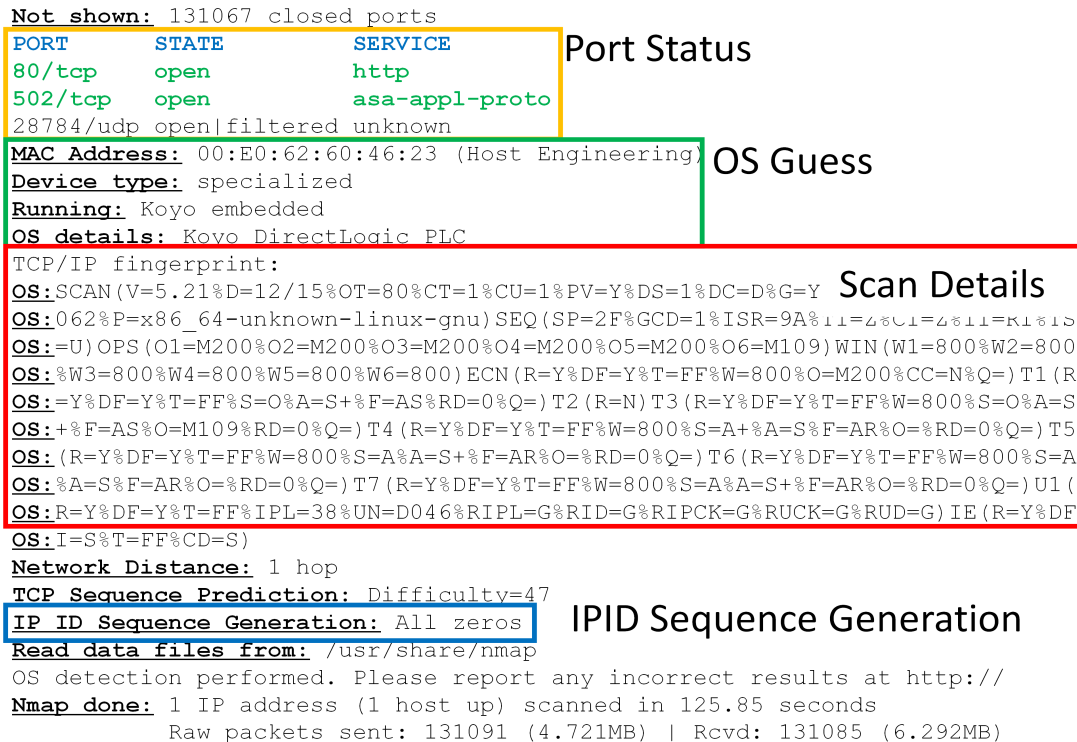 Not shown: 131067 closed ports
PORT STATE SERVICE
Port Status
80/tcp open http
502/tcp open asa-appl-proto
28784/udp open|filtered unknown
MAC Address: 00:E0:62:60:46:23 (Host Engineering)
OS Guess
Device type: specialized
Running: Koyo embedded
OS details: Koyo DirectLogic PLC
TCP/IP fingerprint:
Scan Details
OS:SCAN(V=5.21%D=12/15%OT=80%CT=1%CU=1%PV=Y%DS=1%DC=D%G=Y
OS:062%P=x86_64-unknown-linux-gnu)SEQ(SP=2F%GCD=1%ISR=9A%TI=Z%CI=Z%II=RI%TS
OS:=U)OPS(O1=M200%O2=M200%O3=M200%O4=M200%O5=M200%O6=M109)WIN(W1=800%W2=800
OS:%W3=800%W4=800%W5=800%W6=800)ECN(R=Y%DF=Y%T=FF%W=800%O=M200%CC=N%Q=)T1(R
OS:=Y%DF=Y%T=FF%S=O%A=S+%F=AS%RD=0%Q=)T2(R=N)T3(R=Y%DF=Y%T=FF%W=800%S=O%A=S
OS:+%F=AS%O=M109%RD=0%Q=)T4(R=Y%DF=Y%T=FF%W=800%S=A+%A=S%F=AR%O=%RD=0%Q=)T5
OS:(R=Y%DF=Y%T=FF%W=800%S=A%A=S+%F=AR%O=%RD=0%Q=)T6(R=Y%DF=Y%T=FF%W=800%S=A
OS:%A=S%F=AR%O=%RD=0%Q=)T7(R=Y%DF=Y%T=FF%W=800%S=A%A=S+%F=AR%O=%RD=0%Q=)U1(
OS:R=Y%DF=Y%T=FF%IPL=38%UN=D046%RIPL=G%RID=G%RIPCK=G%RUCK=G%RUD=G)IE(R=Y%DF
OS:I=S%T=FF%CD=S)
Network Distance: 1 hop
TCP Sequence Prediction: Difficulty=47
IP ID Sequence Generation: All zeros
IPID Sequence Generation
Read data files from: /usr/share/nmap
OS detection performed. Please report any incorrect results at http://
Nmap done: 1 IP address (1 host up) scanned in 125.85 seconds
Raw packets sent: 131091 (4.721MB) | Rcvd: 131085 (6.292MB)